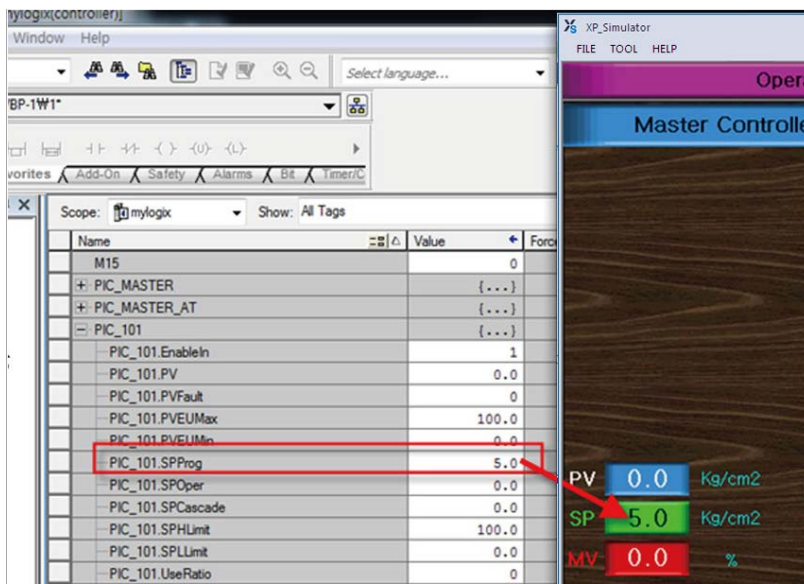 mylogix(controller)]
Window Help
Select language...
/BP-1₩1*
Favorites Add-On Safety Alarms Bit Timer/C
Scope: mylogix Show: All Tags
Name Value Force
M15 0
PIC_MASTER {...}
PIC_MASTER_AT {...}
PIC_101 {...}
PIC_101.EnableIn 1
PIC_101.PV 0.0
PIC_101.PVFault 0
PIC_101.PVEUMax 100.0
PIC_101.PVEUMin 0.0
PIC_101.SPProg 5.0
PIC_101.SPOper 0.0
PIC_101.SPCascade 0.0
PIC_101.SPHLimit 100.0
PIC_101.SPLLimit 0.0
PIC_101.UseRatio 0
XP_Simulator
FILE TOOL HELP
Opera
Master Controlle
PV 0.0 Kg/cm2
SP 5.0 Kg/cm2
MV 0.0 %